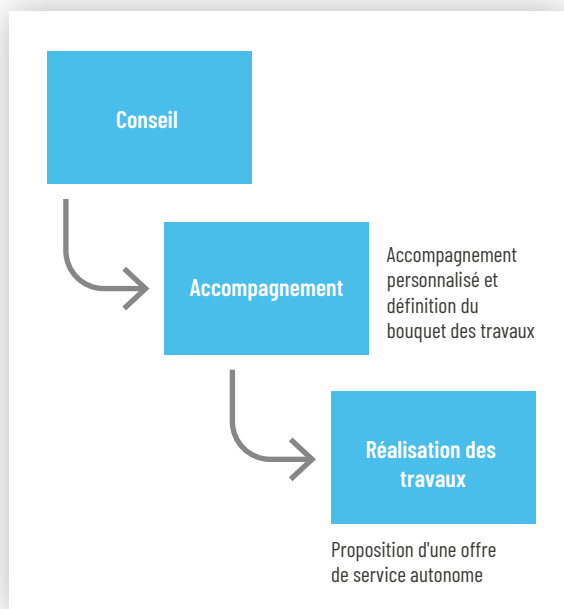 Conseil
Accompagnement
Accompagnement
personnalisé et
définition du
bouquet des travaux
Réalisation des
travaux
Proposition d'une offre
de service autonome